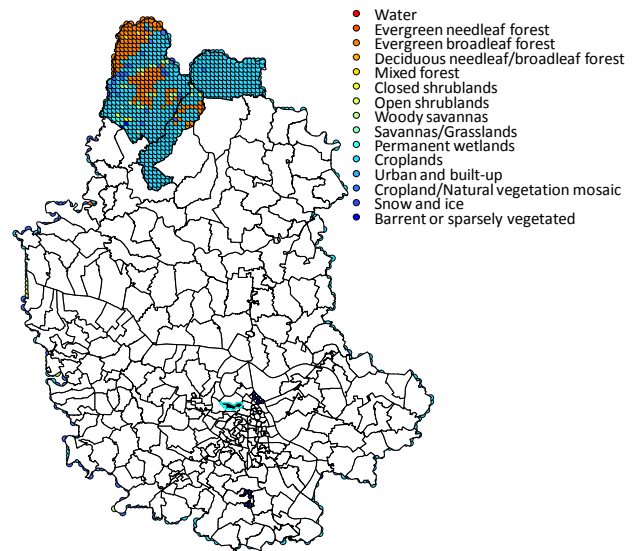 Water
Evergreen needleaf forest
Evergreen broadleaf forest
Deciduous needleaf/broadleaf forest
Mixed forest
Closed shrublands
Open shrublands
Woody savannas
Savannas/Grasslands
Permanent wetlands
Croplands
Urban and built-up
Cropland/Natural vegetation mosaic
Snow and ice
Barrent or sparsely vegetated